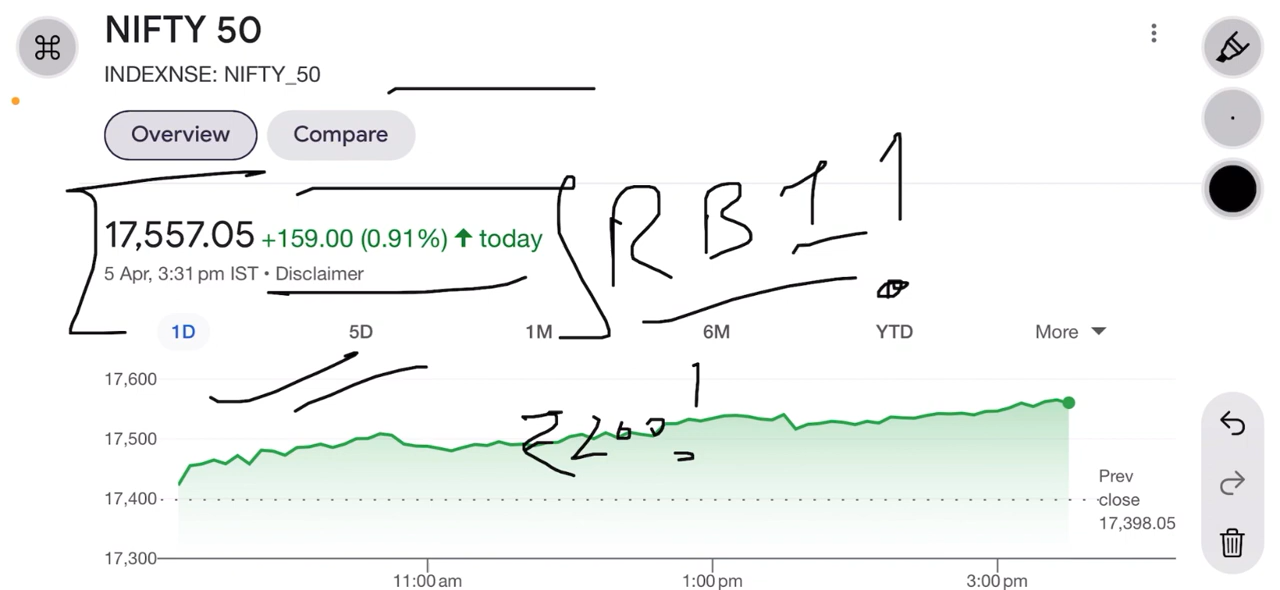 NIFTY 50
INDEXNSE: NIFTY_50
Overview Compare
17,557.05 +159.00 (0.91%) ↑ today
5 Apr, 3:31 pm IST • Disclaimer
1D 5D 1M 6M YTD More
17,600
17,500
17,400
17,300
Prev
close
17,398.05
11:00 am 1:00 pm 3:00 pm